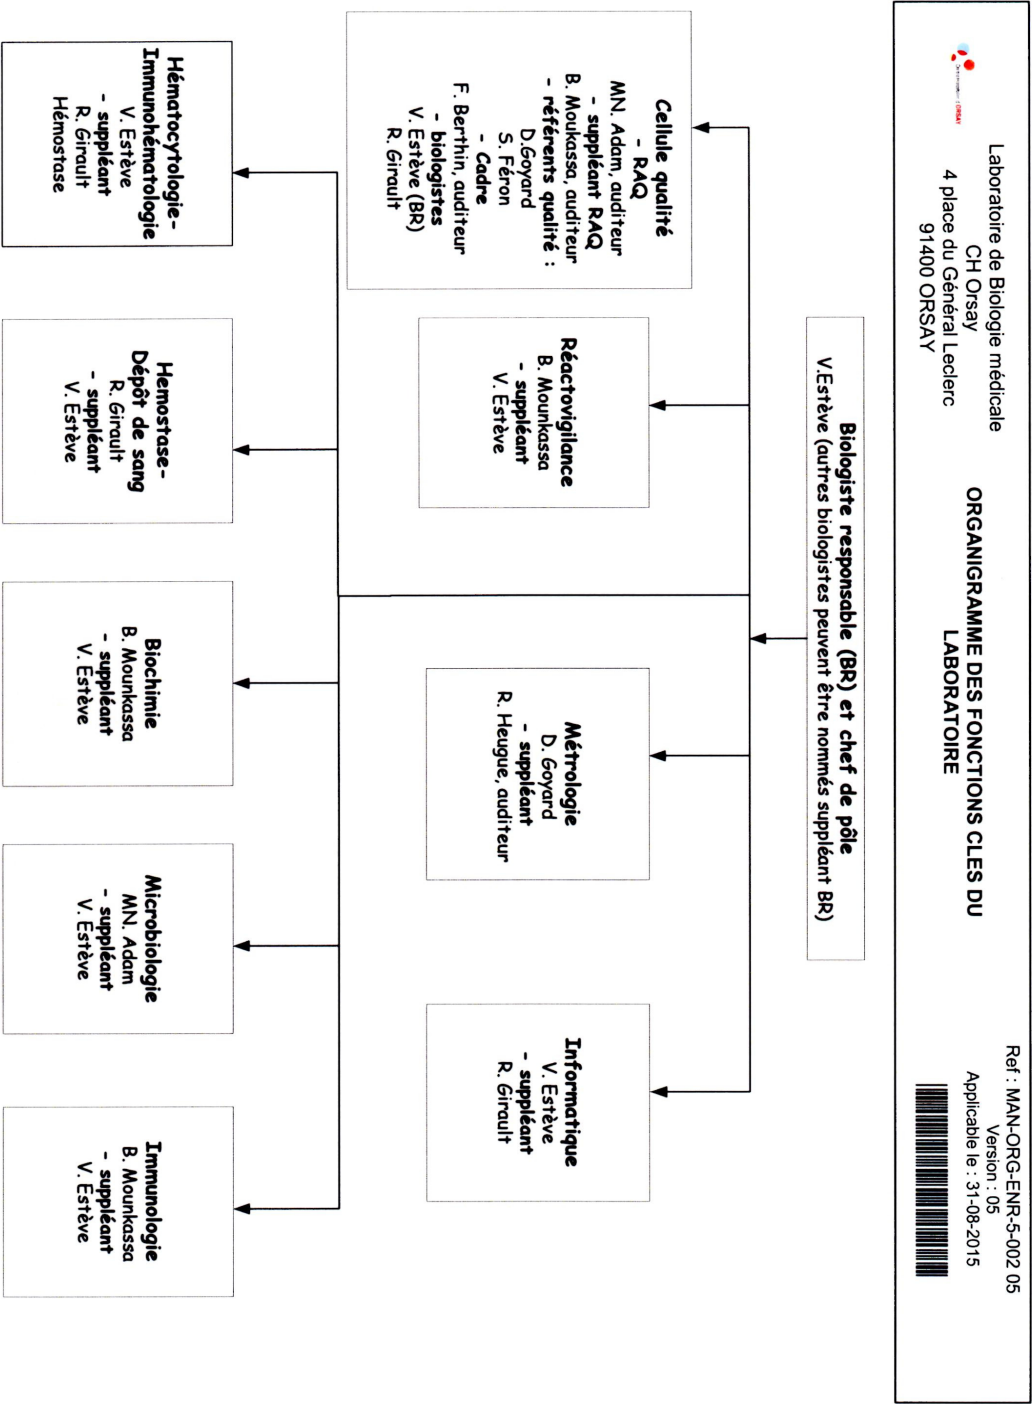 Laboratoire de Biologie médicale
CH Orsay
4 place du Général Leclerc
91400 ORSAY
ORGANIGRAMME DES FONCTIONS CLES DU
LABORATOIRE
Ref : MAN-ORG-ENR-5-002 05
Version : 05
Applicable le : 31-08-2015
Biologiste responsable (BR) et chef de pôle
V.Estève (autres biologistes peuvent être nommés suppléant BR)
Cellule qualité
- RAQ
MN. Adam, auditeur
- suppléant RAQ
B. Moukassa, auditeur
- référents qualité :
D.Goyard
S. Féron
- Cadre
F. Berthin, auditeur
- biologistes
V. Estève (BR)
R. Girault
Réactovigilance
B. Mounkassa
- suppléant
V. Estève
Métrologie
D. Goyard
- suppléant
R. Heugue, auditeur
Informatique
V. Estève
- suppléant
R. Girault
Hématocytologie-
Immunohématologie
V. Estève
- suppléant
R. Girault
Hémostase
Hemostase-
Dépôt de sang
R. Girault
- suppléant
V. Estève
Biochimie
B. Mounkassa
- suppléant
V. Estève
Microbiologie
MN. Adam
- suppléant
V. Estève
Immunologie
B. Mounkassa
- suppléant
V. Estève